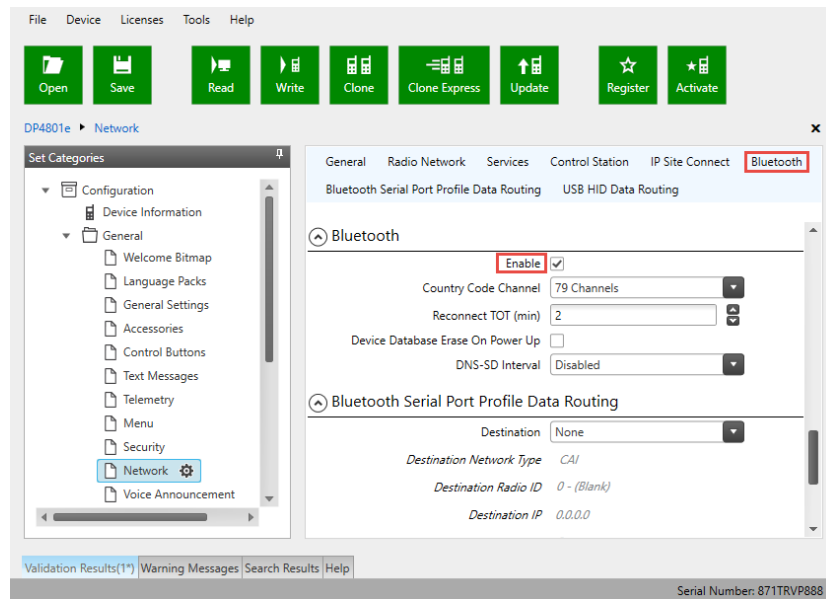 File Device Licenses Tools Help
Open Save Read Write Clone Clone Express Update Register Activate
DP4801e Network
Set Categories
Configuration
Device Information
General
Welcome Bitmap
Language Packs
General Settings
Accessories
Control Buttons
Text Messages
Telemetry
Menu
Security
Network
Voice Announcement
General Radio Network Services Control Station IP Site Connect Bluetooth
Bluetooth Serial Port Profile Data Routing USB HID Data Routing
Bluetooth
Enable
Country Code Channel 79 Channels
Reconnect TOT (min) 2
Device Database Erase On Power Up
DNS-SD Interval Disabled
Bluetooth Serial Port Profile Data Routing
Destination None
Destination Network Type CAI
Destination Radio ID 0 - (Blank)
Destination IP 0.0.0.0
Validation Results(1*) Warning Messages Search Results Help
Serial Number: 871TRVP888